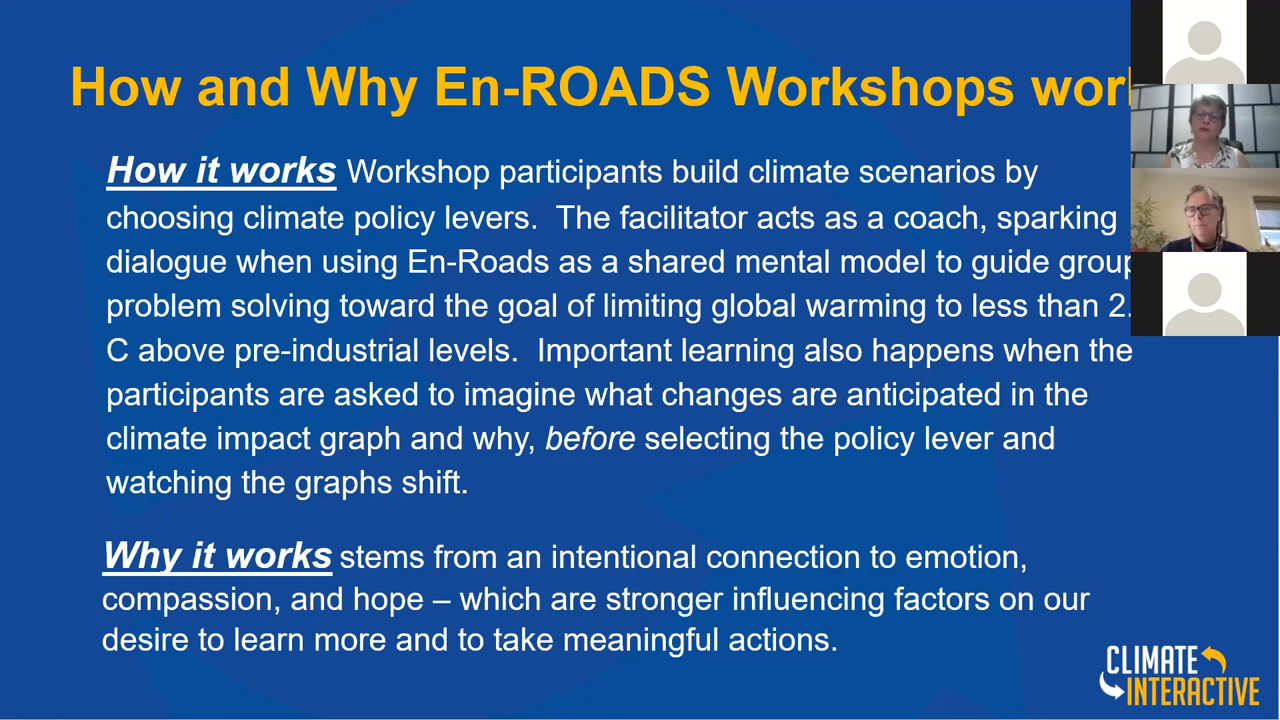 How and Why En-ROADS Workshops wor
How it works Workshop participants build climate scenarios by
choosing climate policy levers.  The facilitator acts as a coach, sparking
dialogue when using En-Roads as a shared mental model to guide group
problem solving toward the goal of limiting global warming to less than 2.
C above pre-industrial levels.  Important learning also happens when the
participants are asked to imagine what changes are anticipated in the
climate impact graph and why, before selecting the policy lever and
watching the graphs shift.
Why it works stems from an intentional connection to emotion,
compassion, and hope – which are stronger influencing factors on our
desire to learn more and to take meaningful actions.
CLIMATE
INTERACTIVE